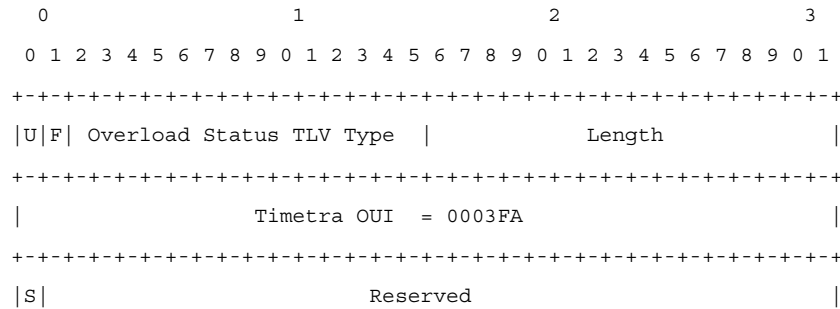 0 1 2 3
0 1 2 3 4 5 6 7 8 9 0 1 2 3 4 5 6 7 8 9 0 1 2 3 4 5 6 7 8 9 0 1
+-+-+-+-+-+-+-+-+-+-+-+-+-+-+-+-+-+-+-+-+-+-+-+-+-+-+-+-+-+-+-+-+
|U|F| Overload Status TLV Type | Length |
+-+-+-+-+-+-+-+-+-+-+-+-+-+-+-+-+-+-+-+-+-+-+-+-+-+-+-+-+-+-+-+-+
| Timetra OUI = 0003FA |
+-+-+-+-+-+-+-+-+-+-+-+-+-+-+-+-+-+-+-+-+-+-+-+-+-+-+-+-+-+-+-+-+
|S| Reserved |